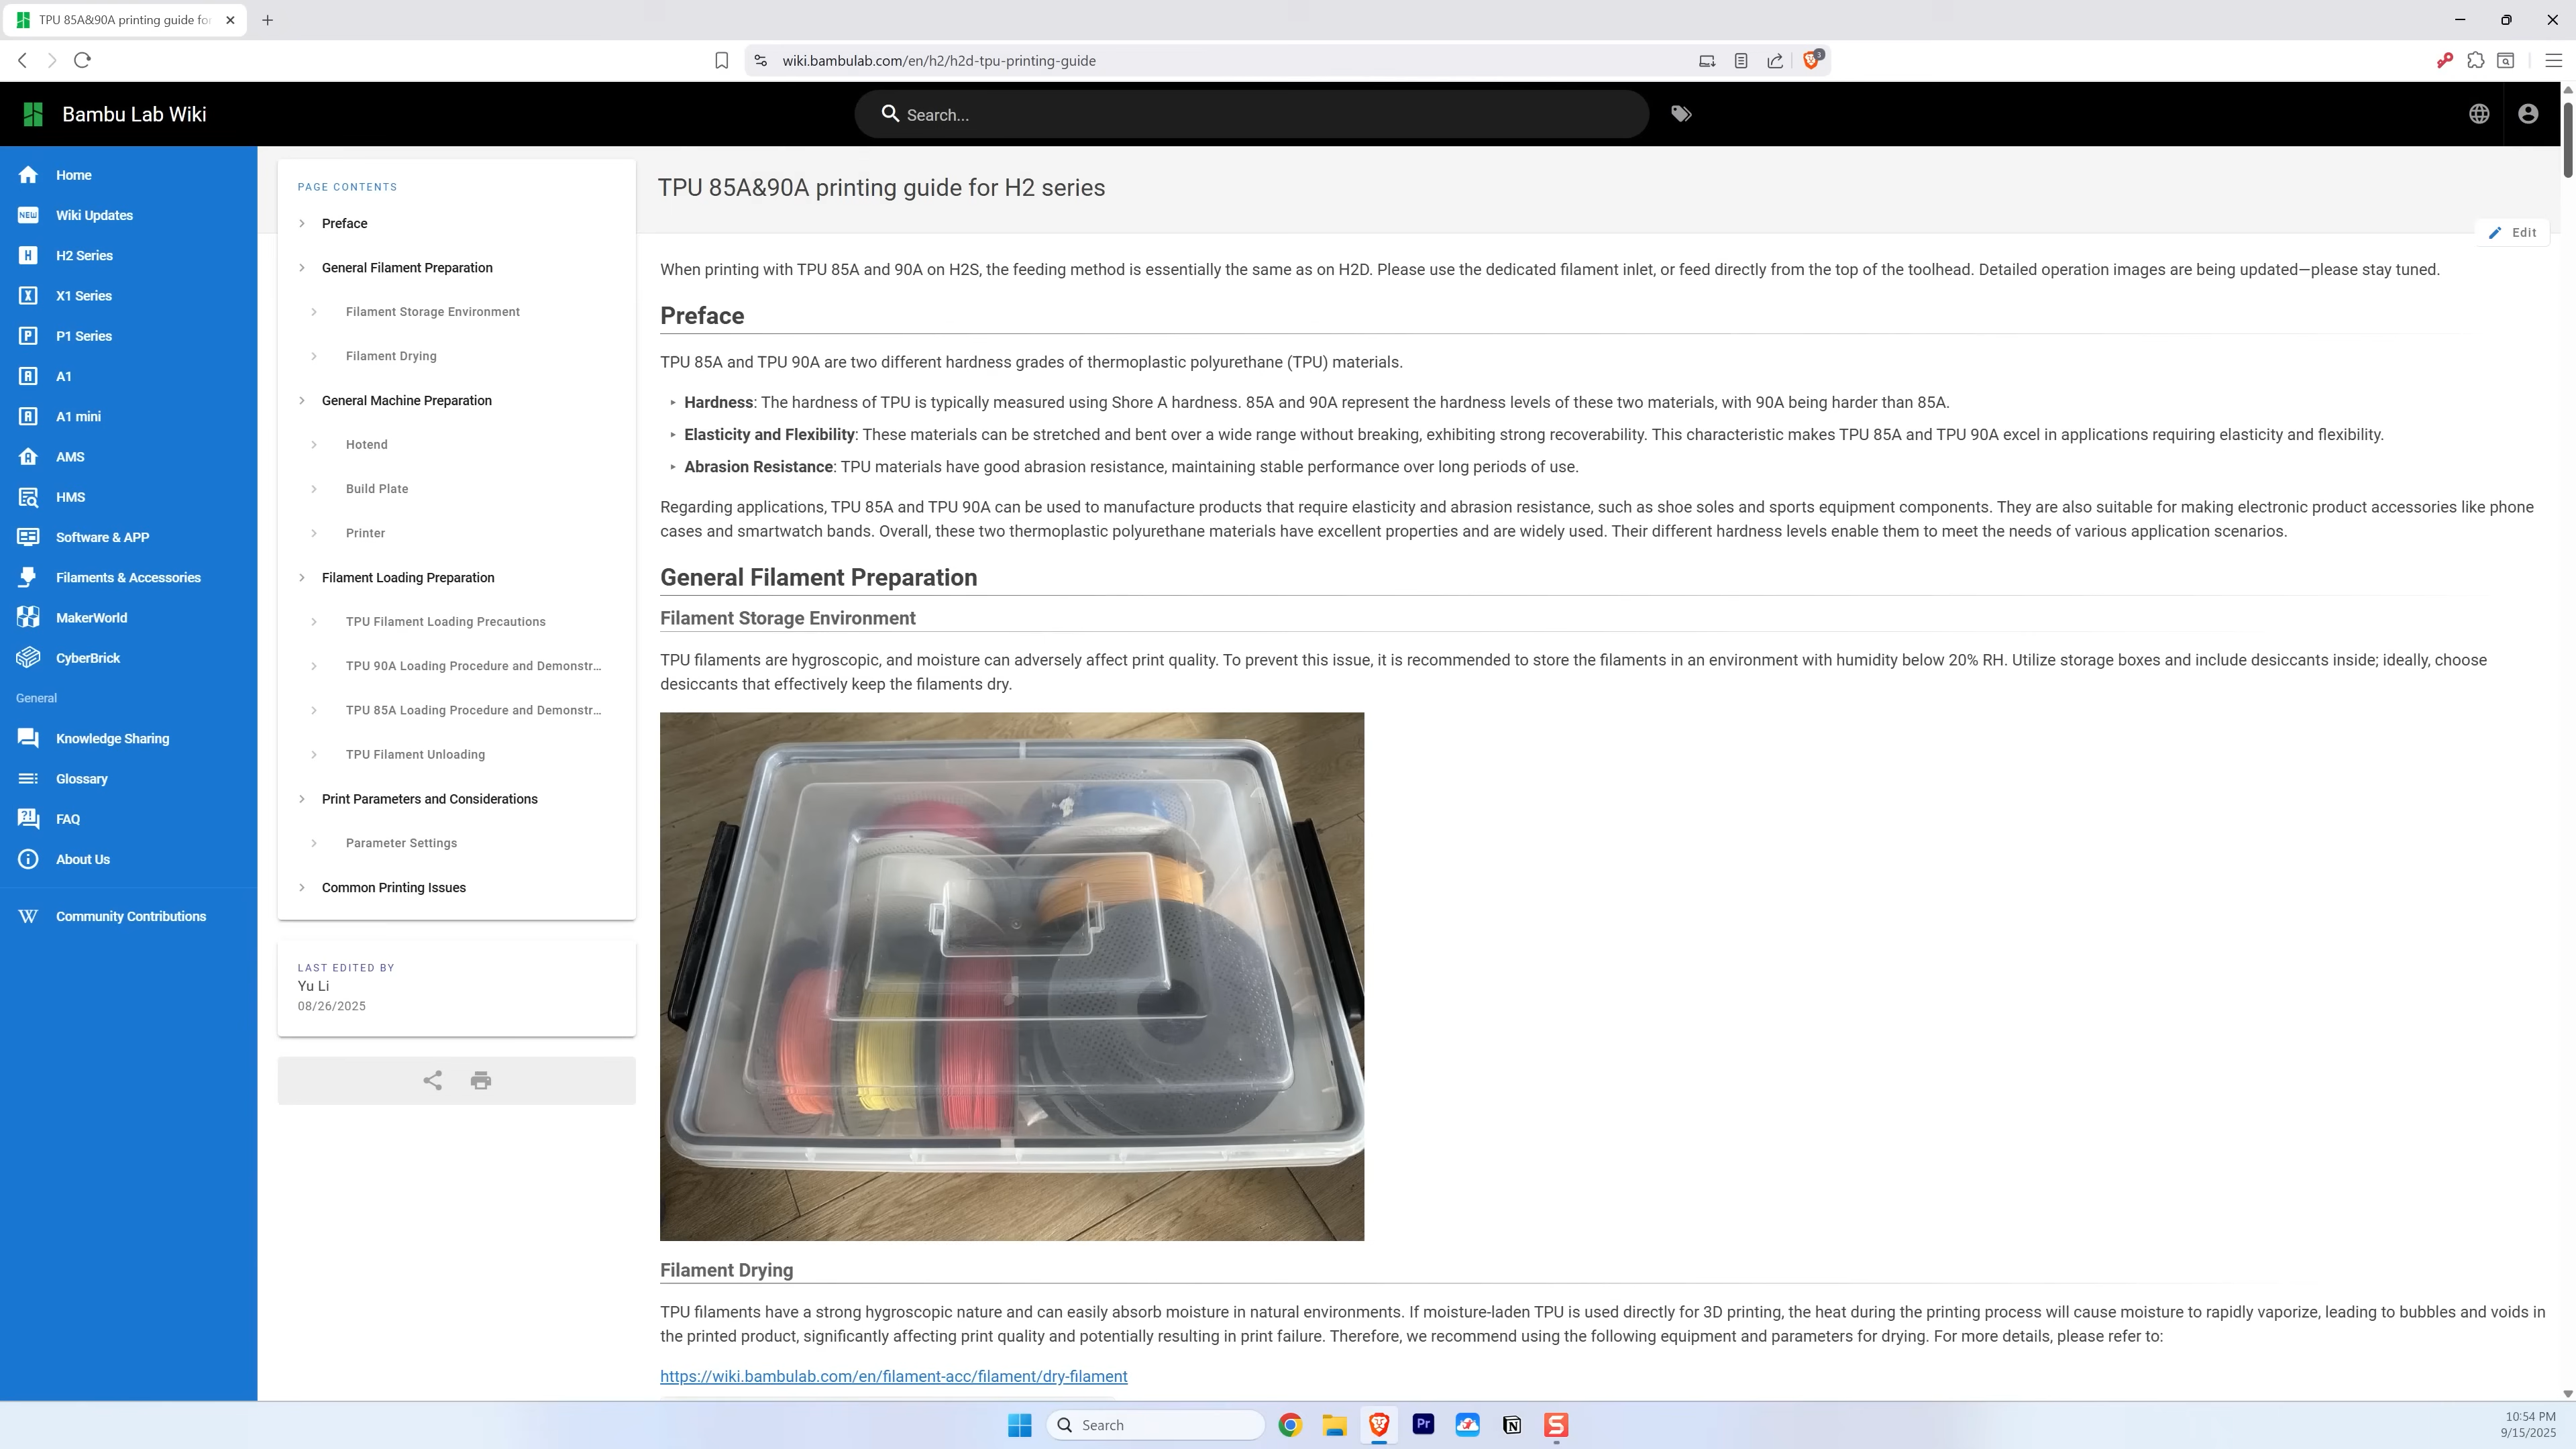 TPU 85A&90A printing guide for
wiki.bambulab.com/en/h2/h2d-tpu-printing-guide
3
Bambu Lab Wiki
Search...
Home
NEW
Wiki Updates
H
H2 Series
X
X1 Series
P
P1 Series
A
A1
A
A1 mini
AMS
HMS
Software & APP
Filaments & Accessories
MakerWorld
CyberBrick
General
Knowledge Sharing
Glossary
FAQ
About Us
W
Community Contributions
PAGE CONTENTS
Preface
General Filament Preparation
Filament Storage Environment
Filament Drying
General Machine Preparation
Hotend
Build Plate
Printer
Filament Loading Preparation
TPU Filament Loading Precautions
TPU 90A Loading Procedure and Demonstr...
TPU 85A Loading Procedure and Demonstr...
TPU Filament Unloading
Print Parameters and Considerations
Parameter Settings
Common Printing Issues
LAST EDITED BY
Yu Li
08/26/2025
TPU 85A&90A printing guide for H2 series
Edit
When printing with TPU 85A and 90A on H2S, the feeding method is essentially the same as on H2D. Please use the dedicated filament inlet, or feed directly from the top of the toolhead. Detailed operation images are being updated—please stay tuned.
Preface
TPU 85A and TPU 90A are two different hardness grades of thermoplastic polyurethane (TPU) materials.
Hardness: The hardness of TPU is typically measured using Shore A hardness. 85A and 90A represent the hardness levels of these two materials, with 90A being harder than 85A.
Elasticity and Flexibility: These materials can be stretched and bent over a wide range without breaking, exhibiting strong recoverability. This characteristic makes TPU 85A and TPU 90A excel in applications requiring elasticity and flexibility.
Abrasion Resistance: TPU materials have good abrasion resistance, maintaining stable performance over long periods of use.
Regarding applications, TPU 85A and TPU 90A can be used to manufacture products that require elasticity and abrasion resistance, such as shoe soles and sports equipment components. They are also suitable for making electronic product accessories like phone
cases and smartwatch bands. Overall, these two thermoplastic polyurethane materials have excellent properties and are widely used. Their different hardness levels enable them to meet the needs of various application scenarios.
General Filament Preparation
Filament Storage Environment
TPU filaments are hygroscopic, and moisture can adversely affect print quality. To prevent this issue, it is recommended to store the filaments in an environment with humidity below 20% RH. Utilize storage boxes and include desiccants inside; ideally, choose
desiccants that effectively keep the filaments dry.
Filament Drying
TPU filaments have a strong hygroscopic nature and can easily absorb moisture in natural environments. If moisture-laden TPU is used directly for 3D printing, the heat during the printing process will cause moisture to rapidly vaporize, leading to bubbles and voids in
the printed product, significantly affecting print quality and potentially resulting in print failure. Therefore, we recommend using the following equipment and parameters for drying. For more details, please refer to:
https://wiki.bambulab.com/en/filament-acc/filament/dry-filament
Search
Pr
N
S
10:54 PM
9/15/2025